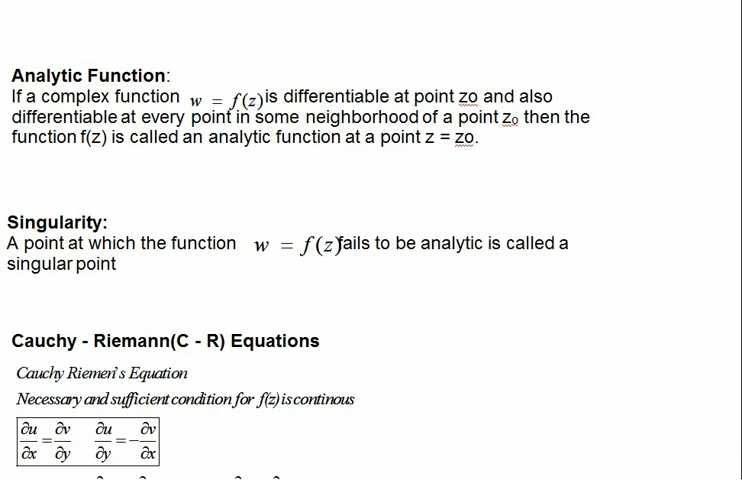 Analytic Function:
If a complex function w = f(z) is differentiable at point zo and also
differentiable at every point in some neighborhood of a point zo then the
function f(z) is called an analytic function at a point z = zo.
Singularity:
A point at which the function w = f(z) fails to be analytic is called a
singular point
Cauchy - Riemann(C - R) Equations
Cauchy Riemen's Equation
Necessary and sufficient condition for f(z) is continous
∂u/∂x = ∂v/∂y ∂u/∂y = -∂v/∂x